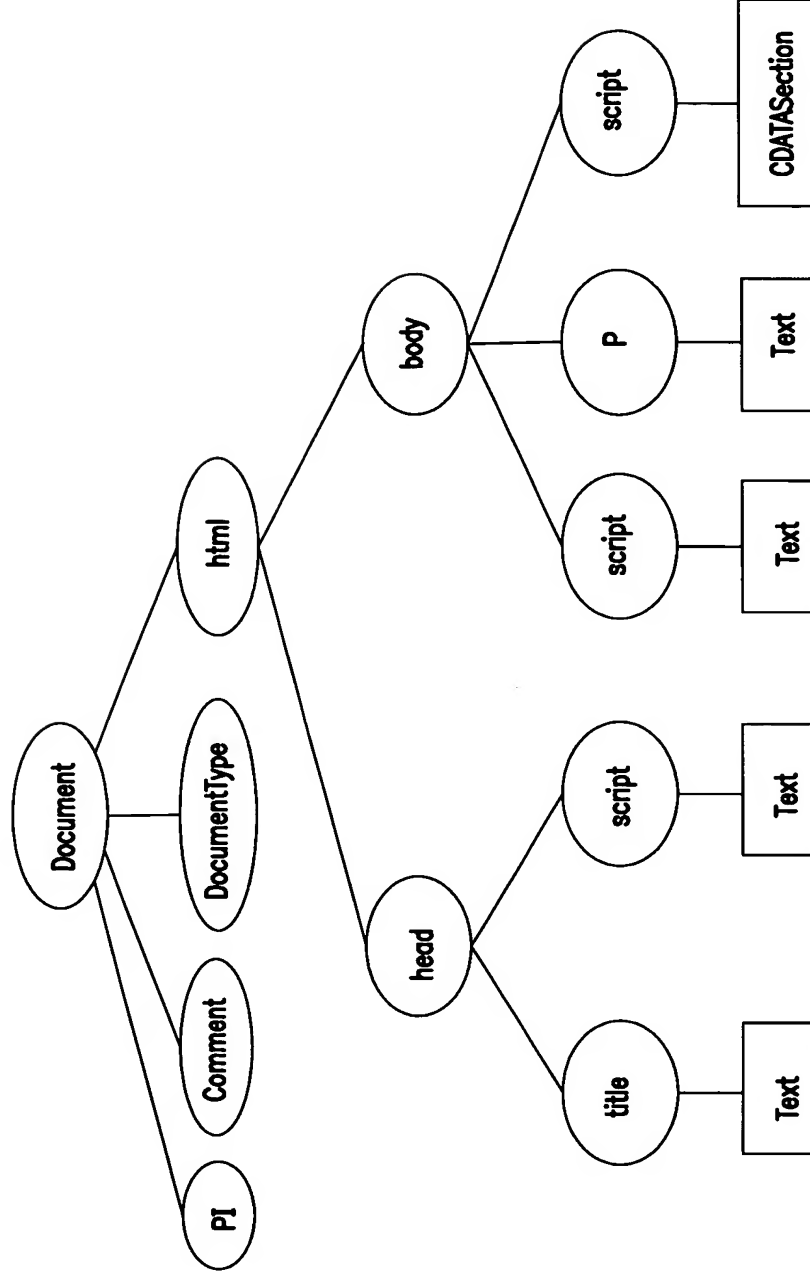 Document
PI
Comment
DocumentType
html
head
body
title
script
script
P
script
Text
Text
Text
Text
CDATASection